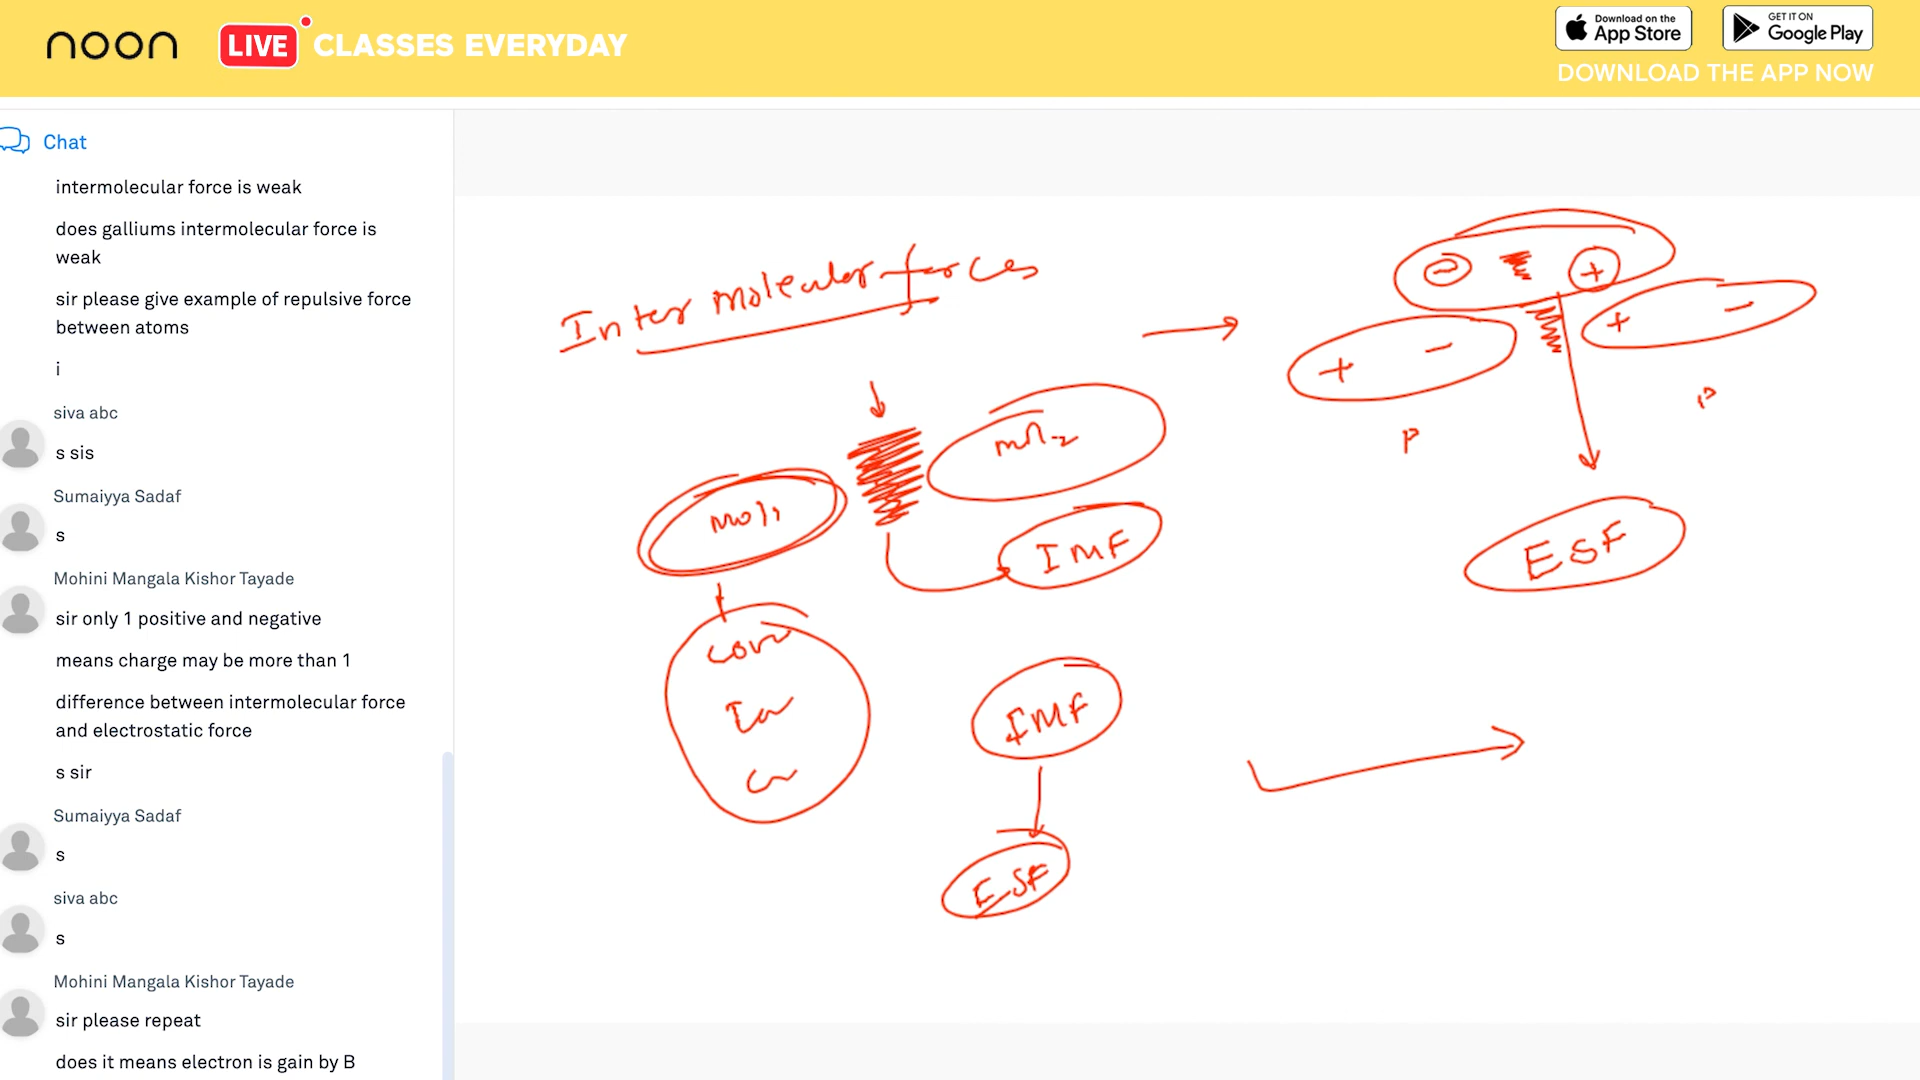 noon LIVE CLASSES EVERYDAY
Download on the
App Store
GET IT ON
Google Play
DOWNLOAD THE APP NOW
Chat
intermolecular force is weak
does galliums intermolecular force is
weak
sir please give example of repulsive force
between atoms
i
siva abc
s sis
Sumaiyya Sadaf
s
Mohini Mangala Kishor Tayade
sir only 1 positive and negative
means charge may be more than 1
difference between intermolecular force
and electrostatic force
s sir
Sumaiyya Sadaf
s
siva abc
s
Mohini Mangala Kishor Tayade
sir please repeat
does it means electron is gain by B
Inter molecular forces
- +
+ -
+ -
P
P
mol2
mol1
IMF
ESF
IMF
ESF